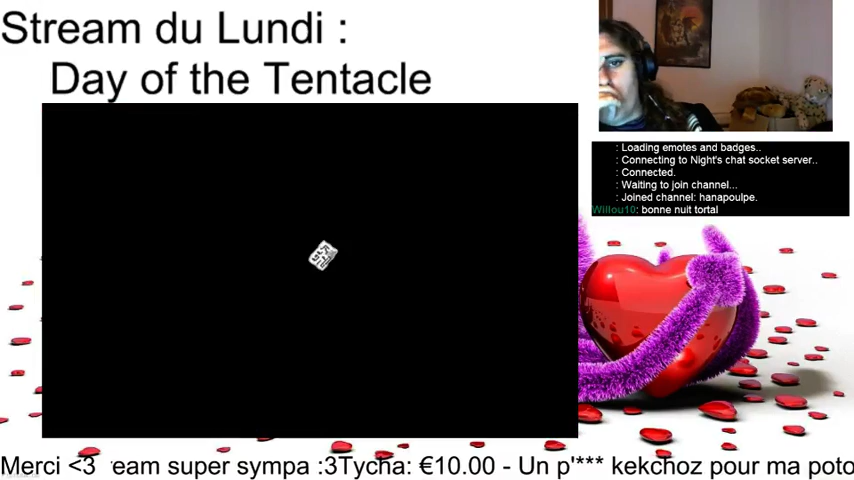 Stream du Lundi :
Day of the Tentacle
: Loading emotes and badges..
: Connecting to Night's chat socket server..
: Connected.
: Waiting to join channel...
: Joined channel: hanapoulpe.
Willou10: bonne nuit tortal
Merci <3 eam super sympa :3Tycha: €10.00 - Un p'*** kekchoz pour ma poto